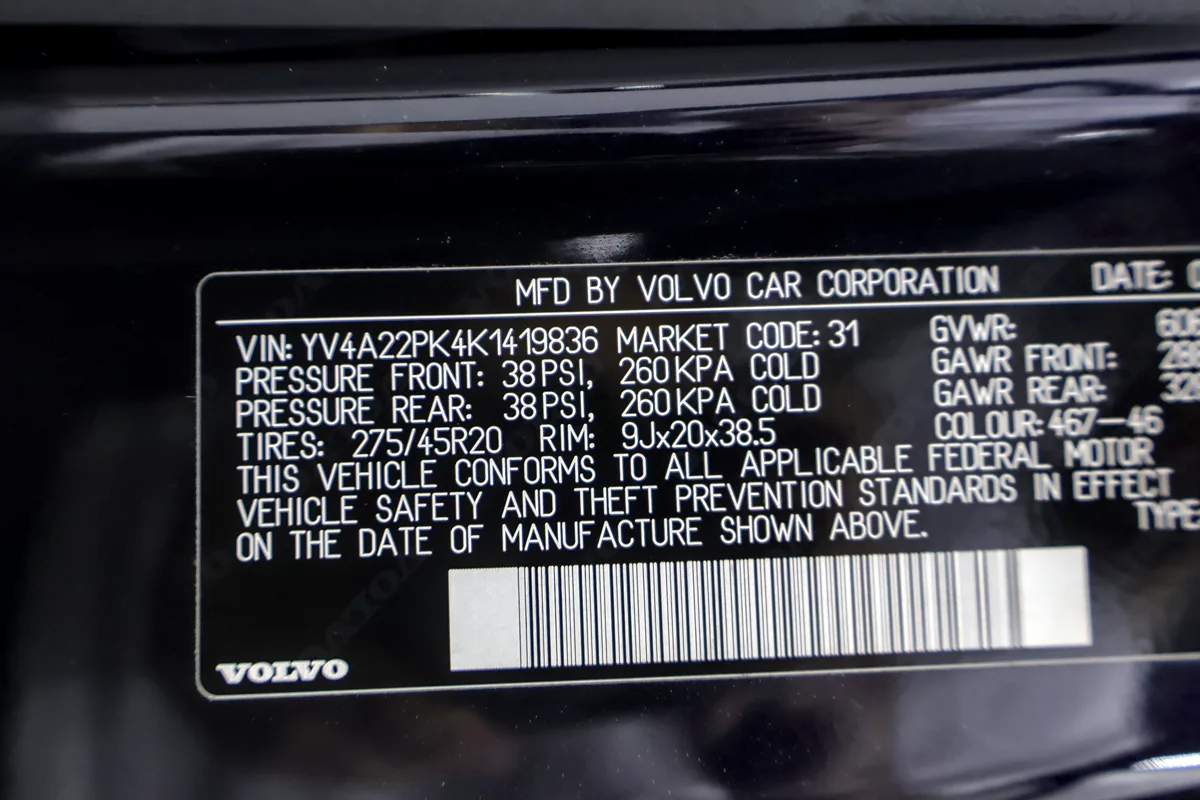 MFD BY VOLVO CAR CORPORATION DATE:
VIN: YV4A22PK4K1419836 MARKET CODE: 31 GVWR:
PRESSURE FRONT: 38 PSI, 260 KPA COLD GAWR FRONT:
PRESSURE REAR: 38 PSI, 260 KPA COLD GAWR REAR:
TIRES: 275/45R20 RIM: 9Jx20x38.5 COLOUR: 467-46
THIS VEHICLE CONFORMS TO ALL APPLICABLE FEDERAL MOTOR
VEHICLE SAFETY AND THEFT PREVENTION STANDARDS IN EFFECT
ON THE DATE OF MANUFACTURE SHOWN ABOVE. TYPE
VOLVO